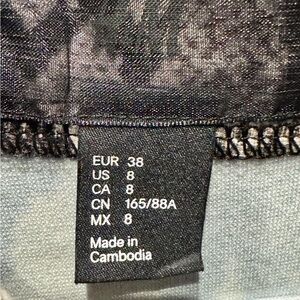 EUR 38
US 8
CA 8
CN 165/88A
MX 8
Made in
Cambodia